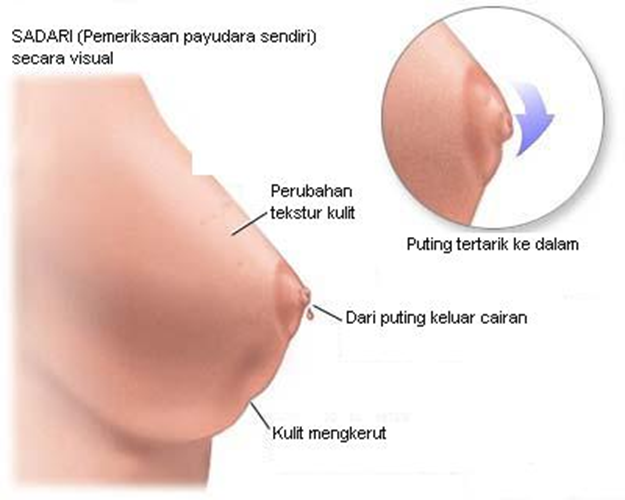 SADARI (Pemeriksaan payudara sendiri)
secara visual
Perubahan
tekstur kulit
Puting tertarik ke dalam
Dari puting keluar cairan
Kulit mengkerut